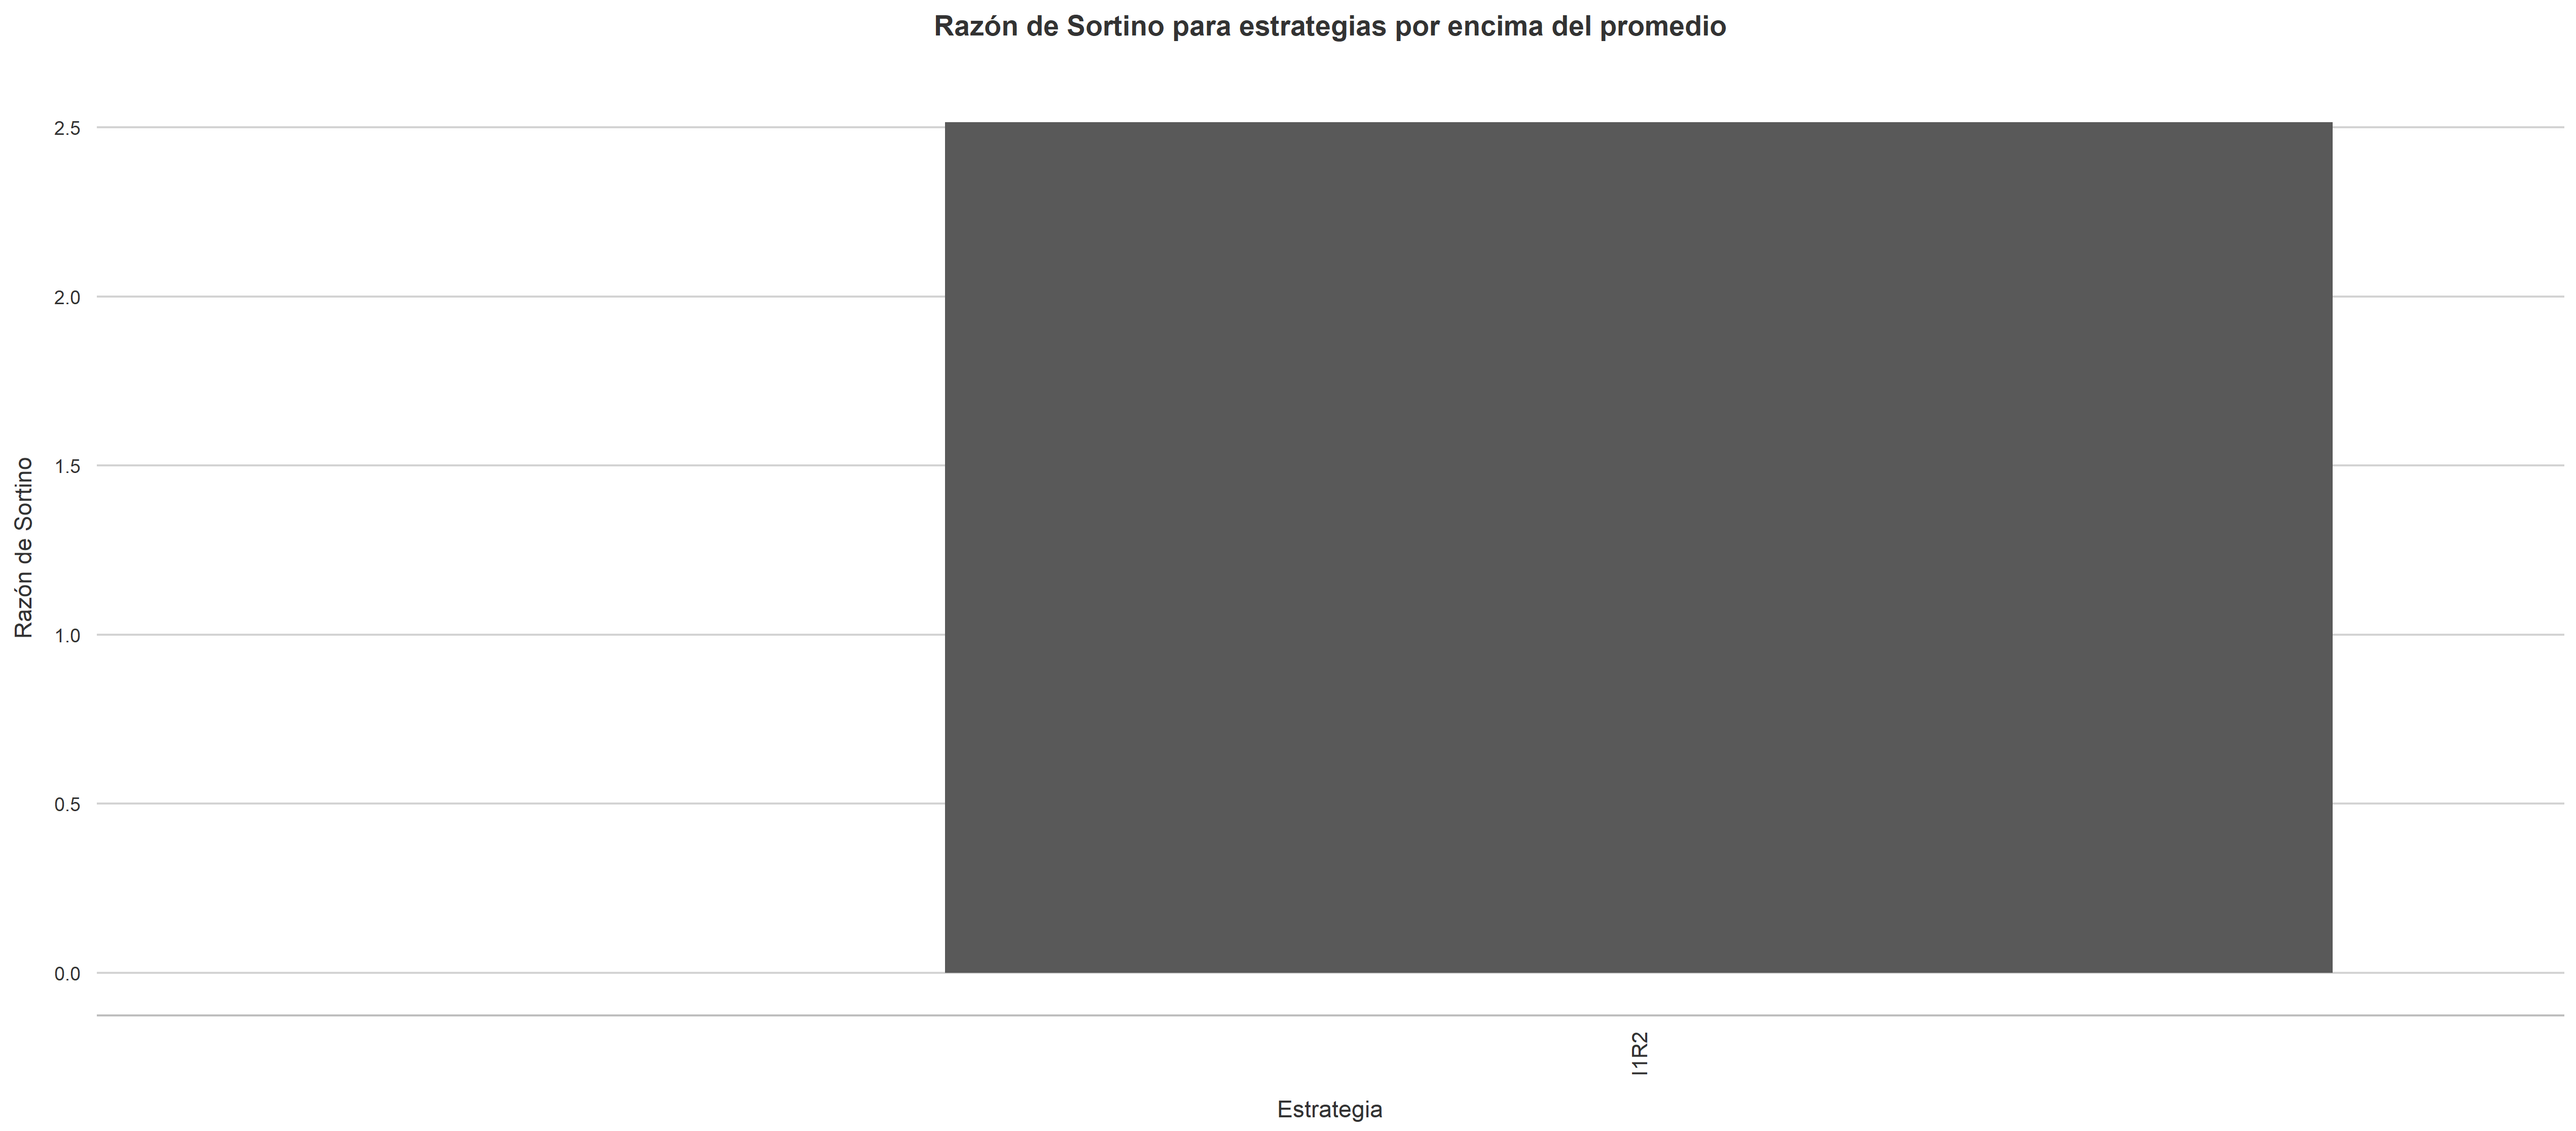 Razón de Sortino para estrategias por encima del promedio
2.5
2.0
1.5
1.0
0.5
0.0
Razón de Sortino
I1R2
Estrategia